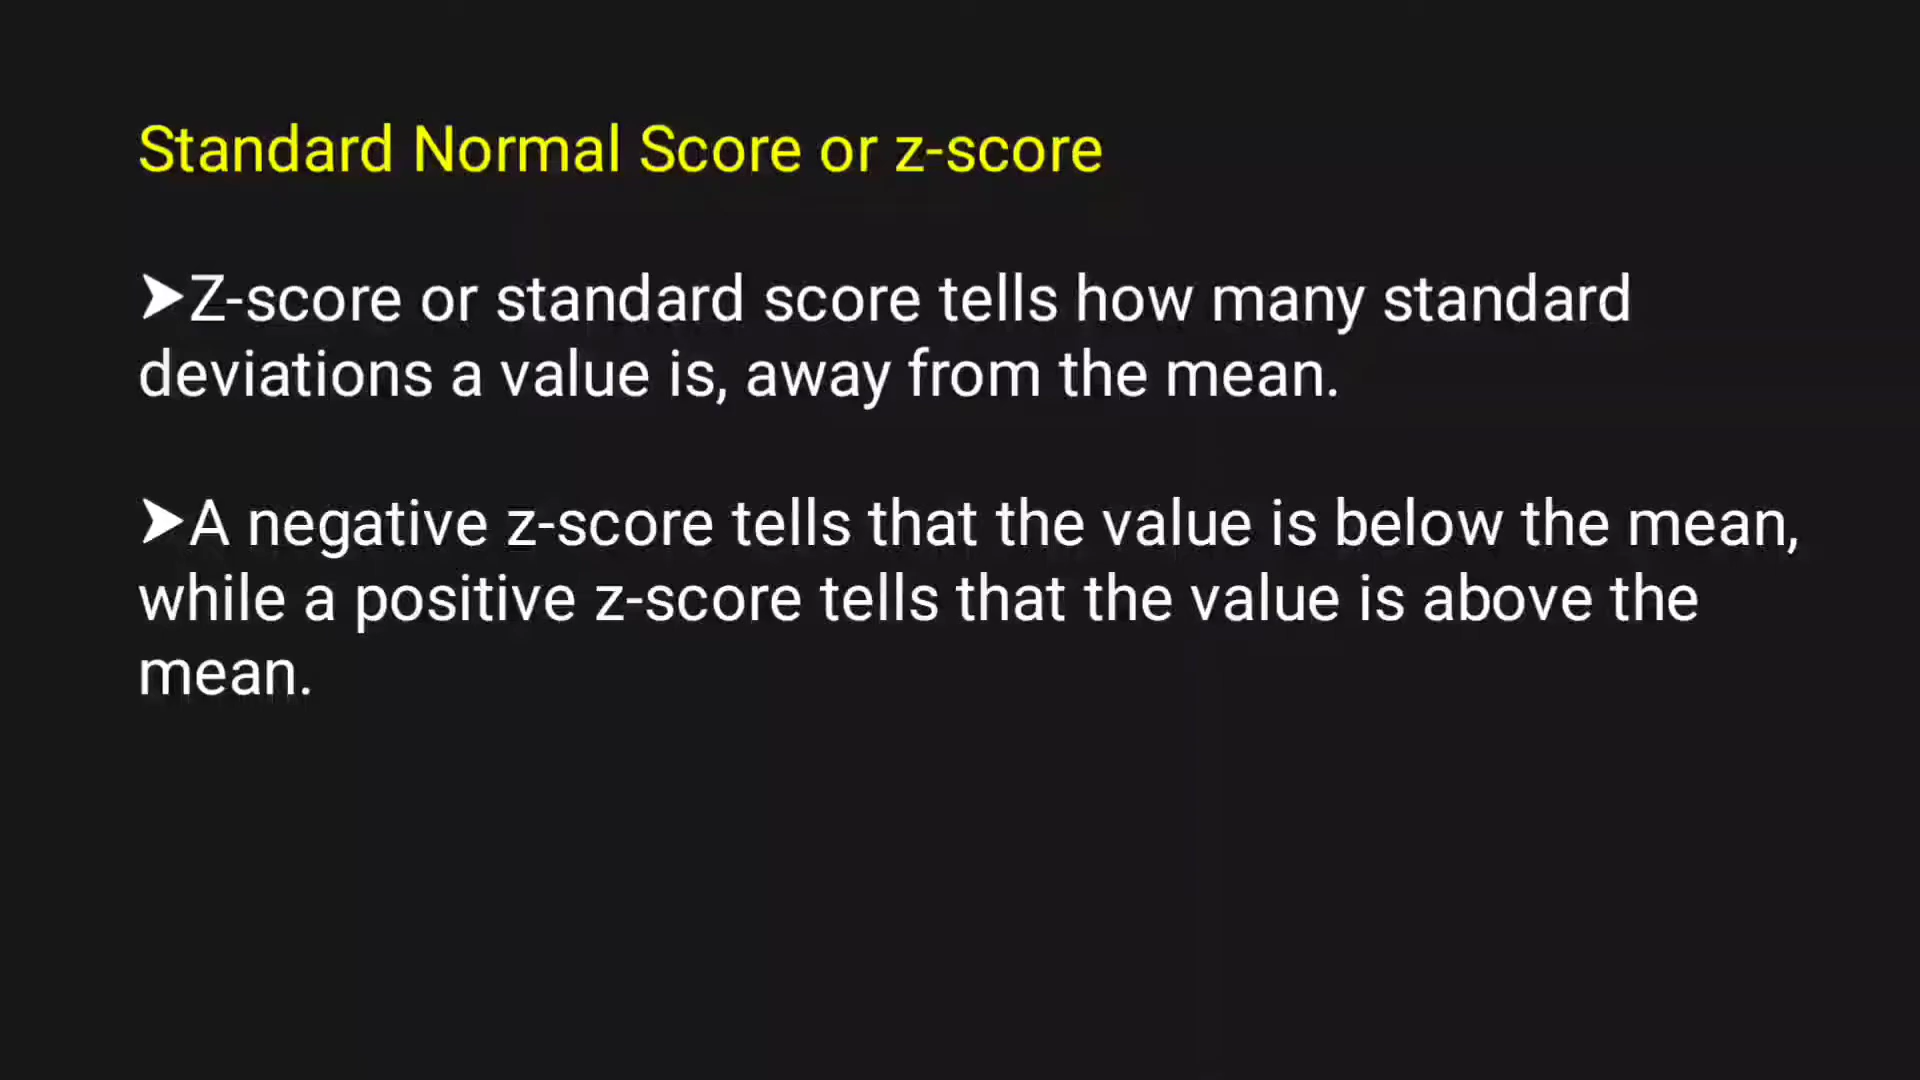 Standard Normal Score or z-score
➤Z-score or standard score tells how many standard
deviations a value is, away from the mean.
➤A negative z-score tells that the value is below the mean,
while a positive z-score tells that the value is above the
mean.